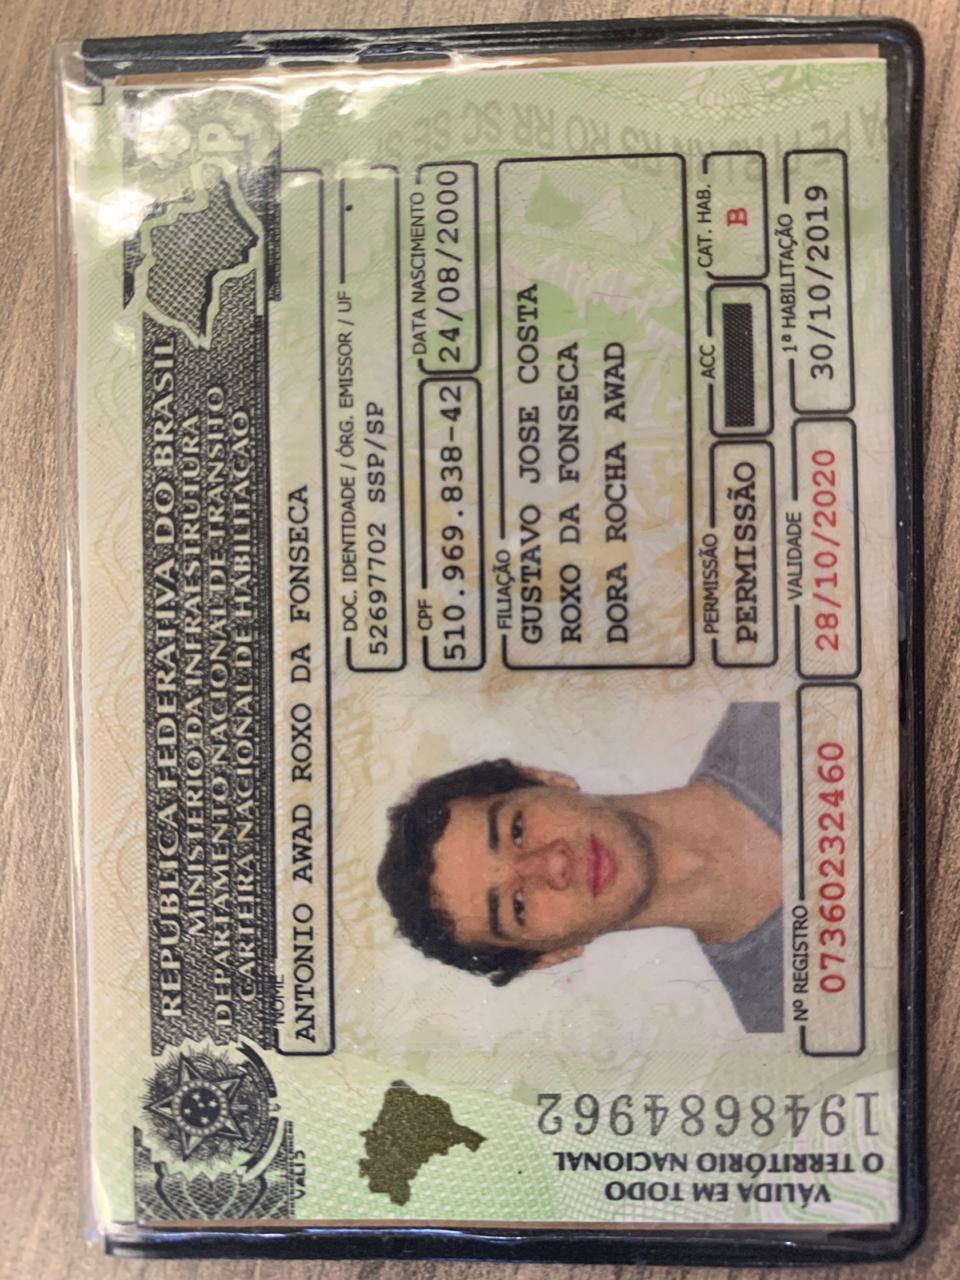 REPÚBLICA FEDERATIVA DO BRASIL
MINISTÉRIO DA INFRAESTRUTURA
DEPARTAMENTO NACIONAL DE TRÂNSITO
CARTEIRA NACIONAL DE HABILITAÇÃO
NOME
ANTONIO AWAD ROXO DA FONSECA
DOC. IDENTIDADE / ÓRG. EMISSOR / UF
52697702 SSP/SP
CPF
510.969.838-42
DATA NASCIMENTO
24/08/2000
FILIAÇÃO
GUSTAVO JOSE COSTA
ROXO DA FONSECA
DORA ROCHA AWAD
PERMISSÃO
PERMISSÃO
ACC
CAT. HAB.
B
Nº REGISTRO
07360232460
VALIDADE
28/10/2020
1ª HABILITAÇÃO
30/10/2019
VÁLIDA EM TODO
O TERRITÓRIO NACIONAL
1948684962